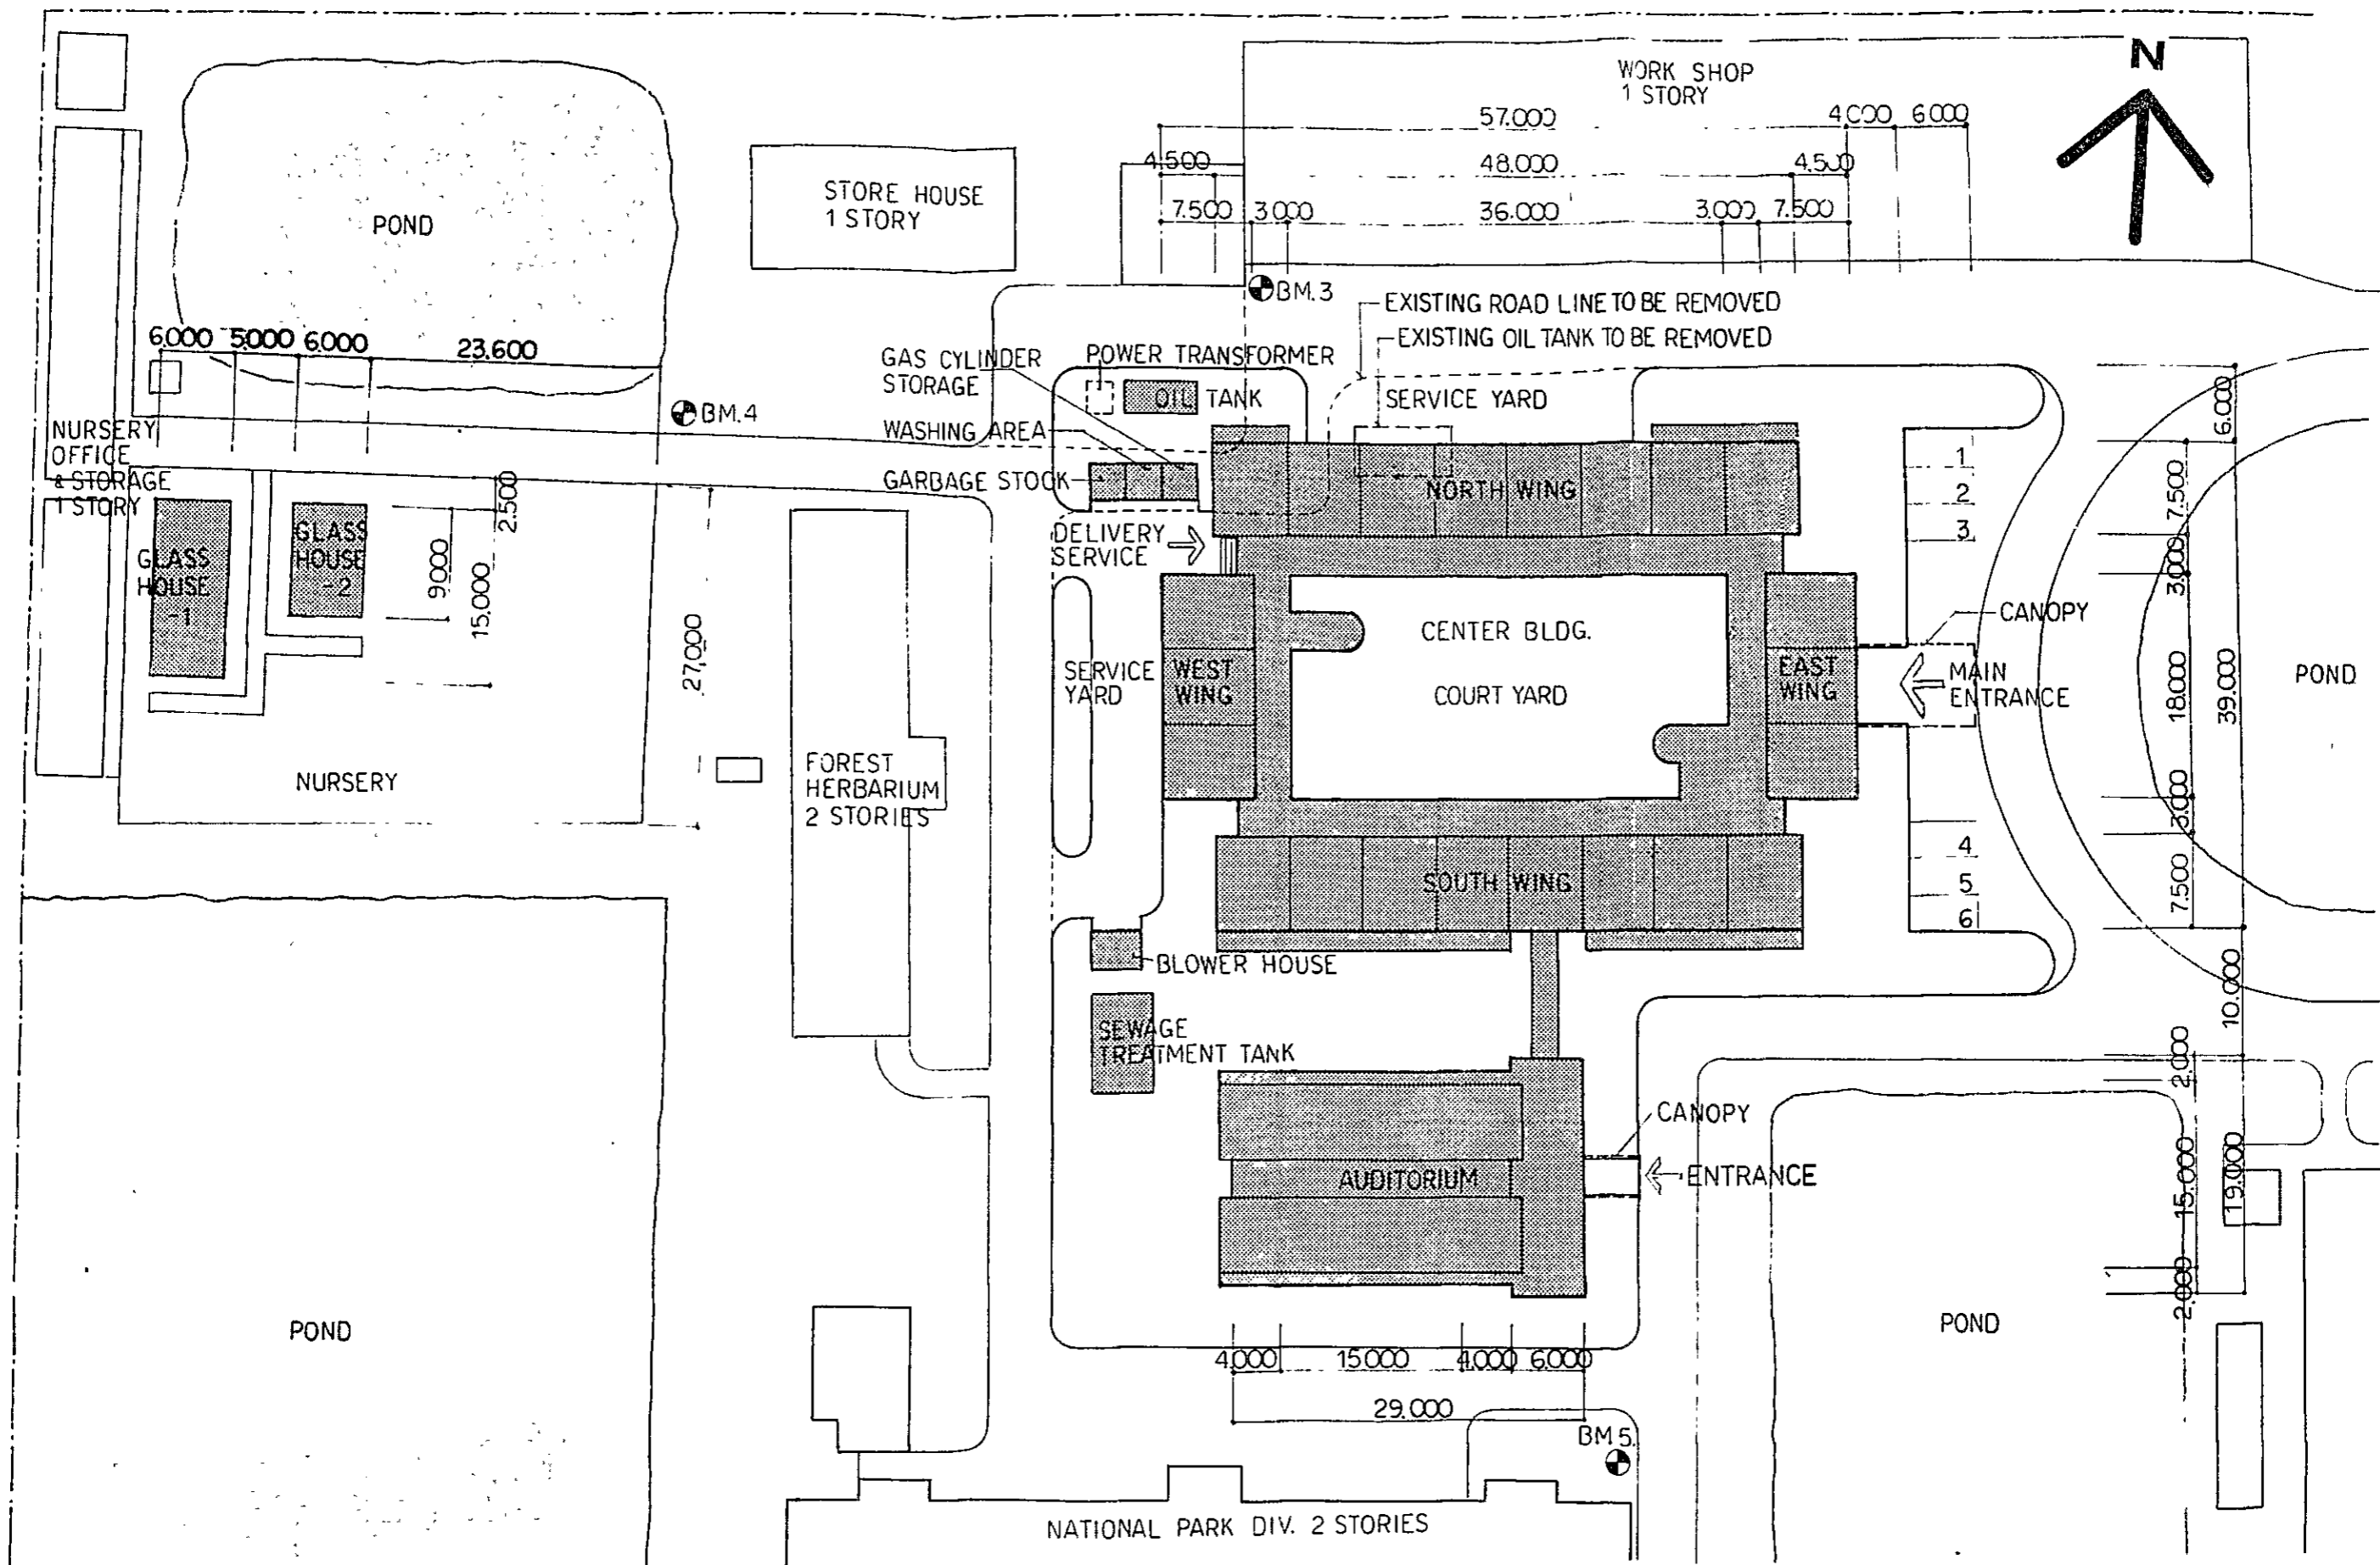 N
WORK SHOP
1 STORY
57.000
4.000
6.000
4.500
48.000
4.500
7.500
3.000
36.000
3.000
7.500
STORE HOUSE
1 STORY
POND
BM.3
EXISTING ROAD LINE TO BE REMOVED
EXISTING OIL TANK TO BE REMOVED
6.000
5.000
6.000
23.600
GAS CYLINDER
STORAGE
POWER TRANSFORMER
OIL TANK
SERVICE YARD
6.000
BM.4
WASHING AREA
GARBAGE STOCK
NURSERY
OFFICE
& STORAGE
1 STORY
2.500
NORTH WING
1
2
3
7.500
GLASS
HOUSE
-1
GLASS
HOUSE
-2
9.000
15.000
27,000
DELIVERY
SERVICE
3.000
CANOPY
CENTER BLDG.
COURT YARD
SERVICE
YARD
WEST
WING
EAST
WING
MAIN
ENTRANCE
18.000
39.000
POND
NURSERY
FOREST
HERBARIUM
2 STORIES
3.000
SOUTH WING
4
5
6
7.500
BLOWER HOUSE
10.000
SEWAGE
TREATMENT TANK
2.000
CANOPY
AUDITORIUM
ENTRANCE
15.000
19.000
2.000
POND
POND
4.000
15.000
4.000
6.000
29.000
BM 5.
NATIONAL PARK DIV. 2 STORIES